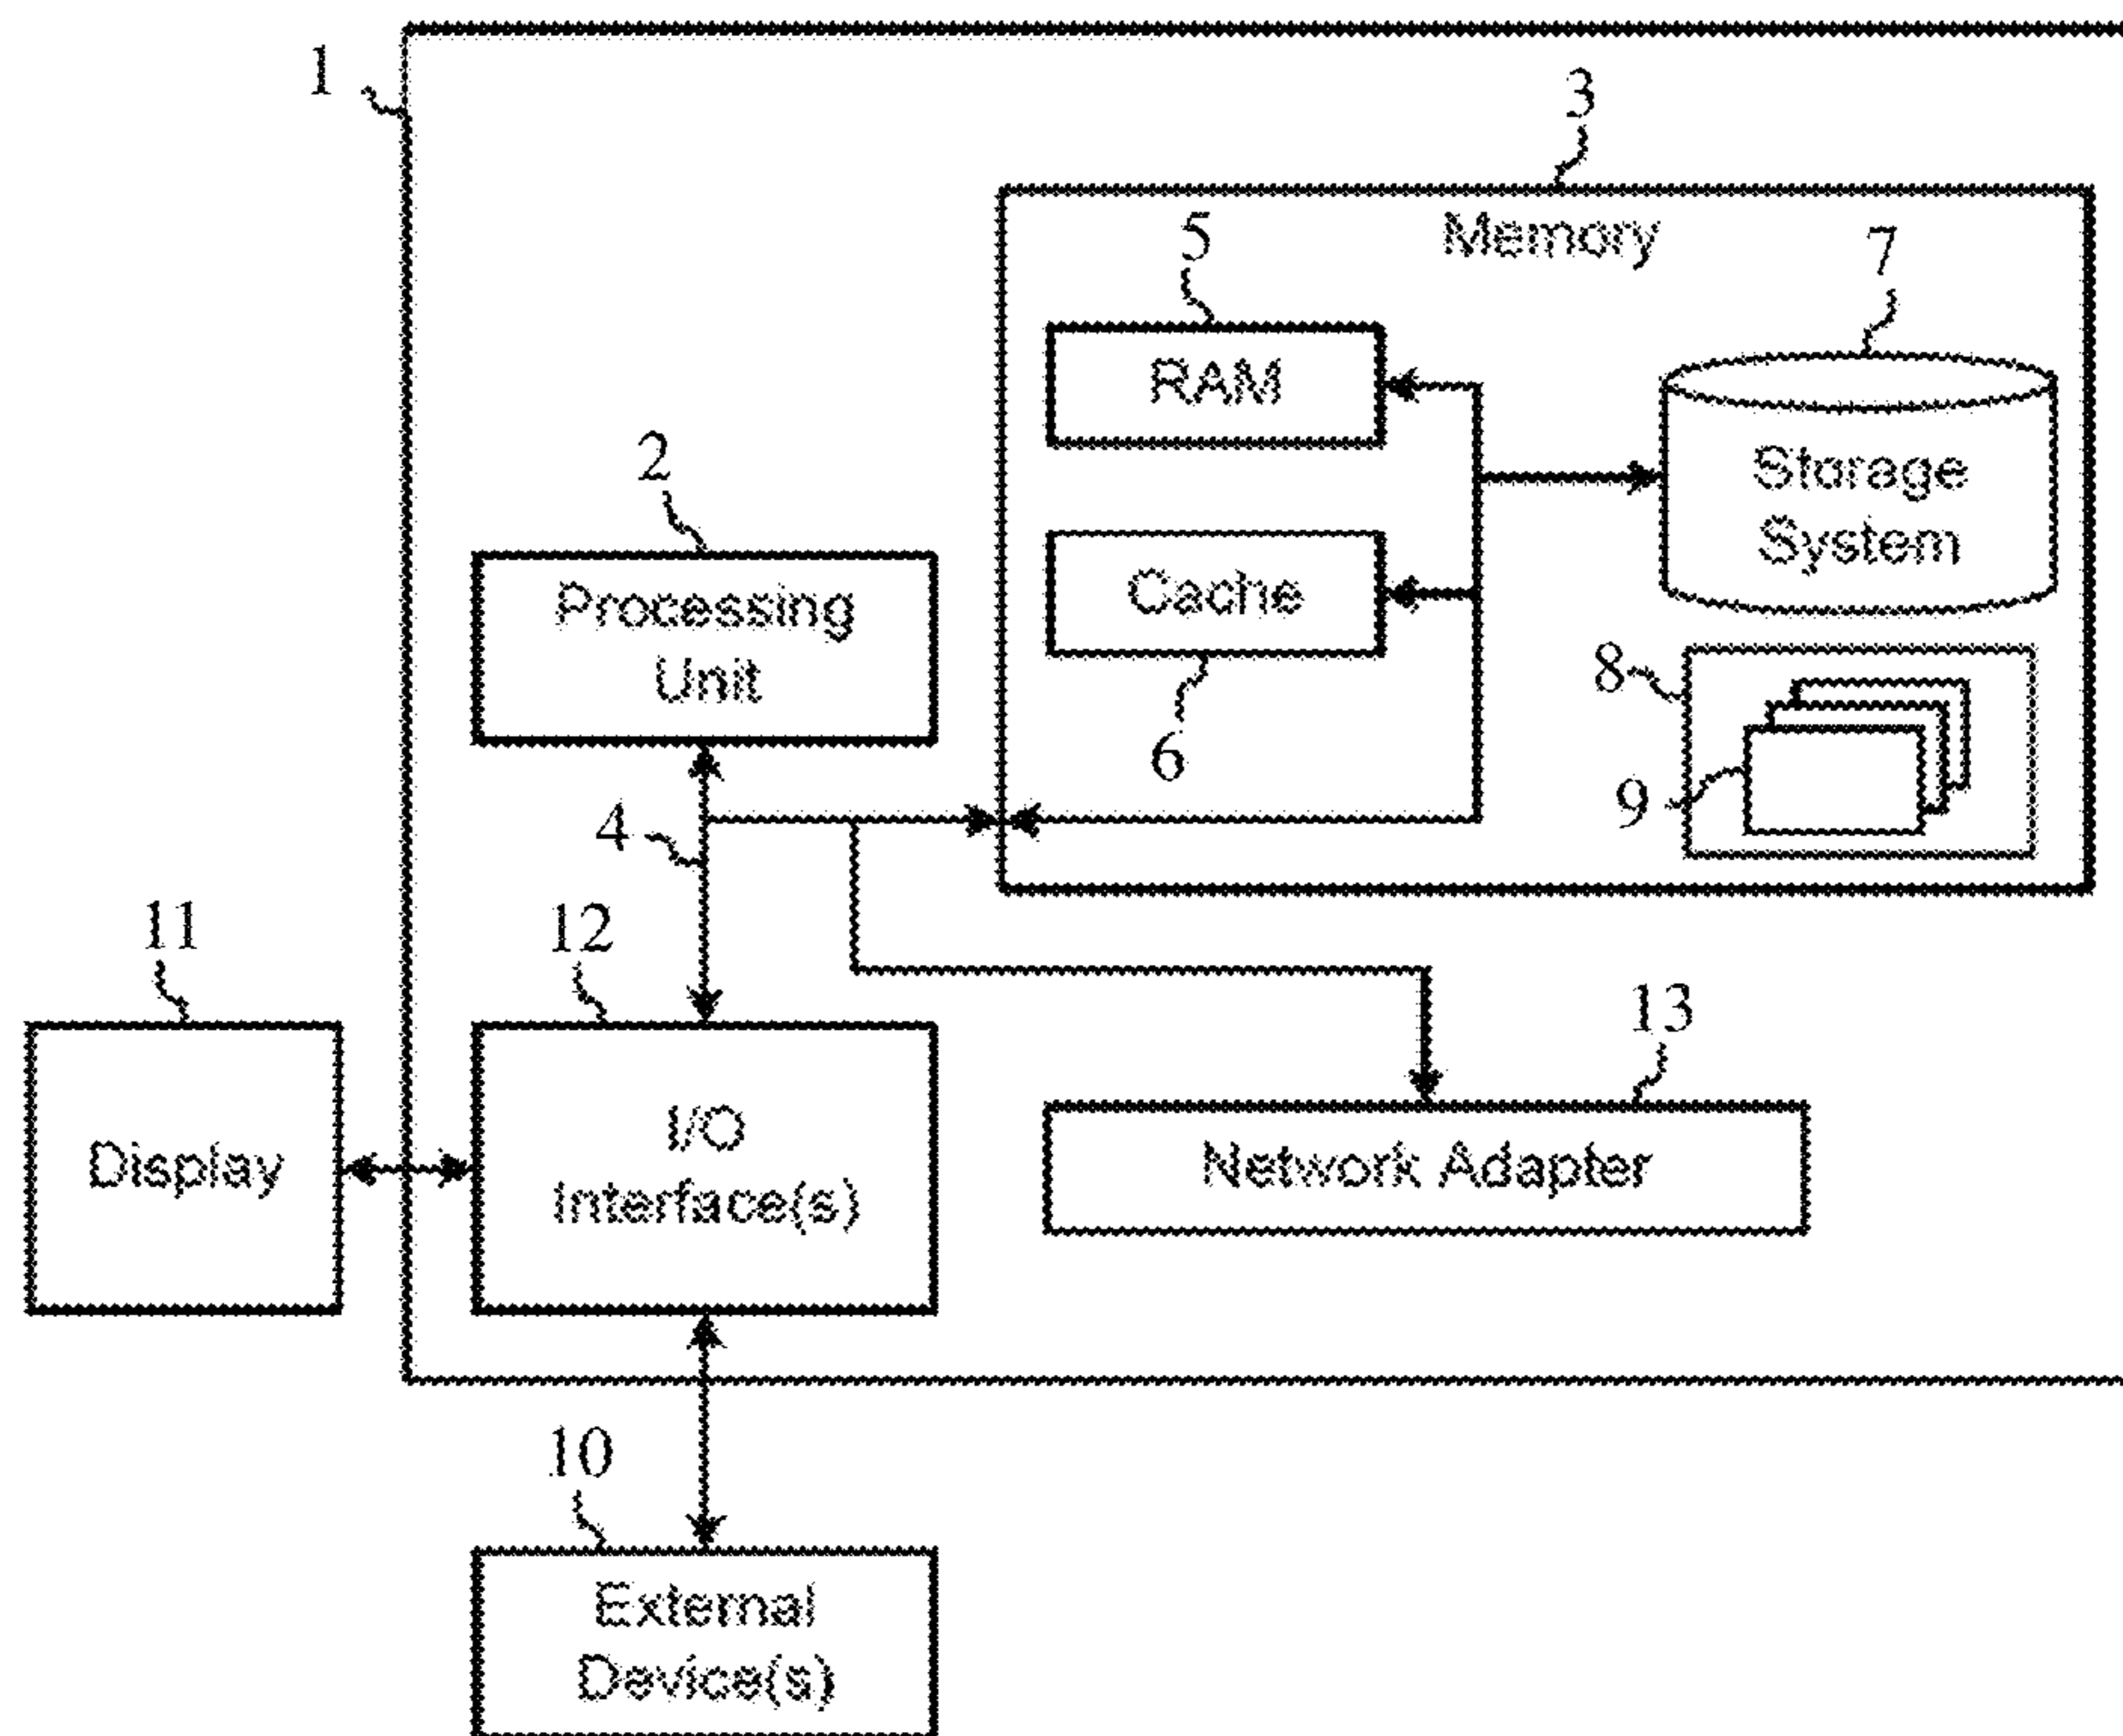 1
3
Memory
5
7
RAM
2
Storage
System
Processing
Unit
Cache
8
6
9
4
11
12
13
Display
I/O
Interface(s)
Network Adapter
10
External
Device(s)